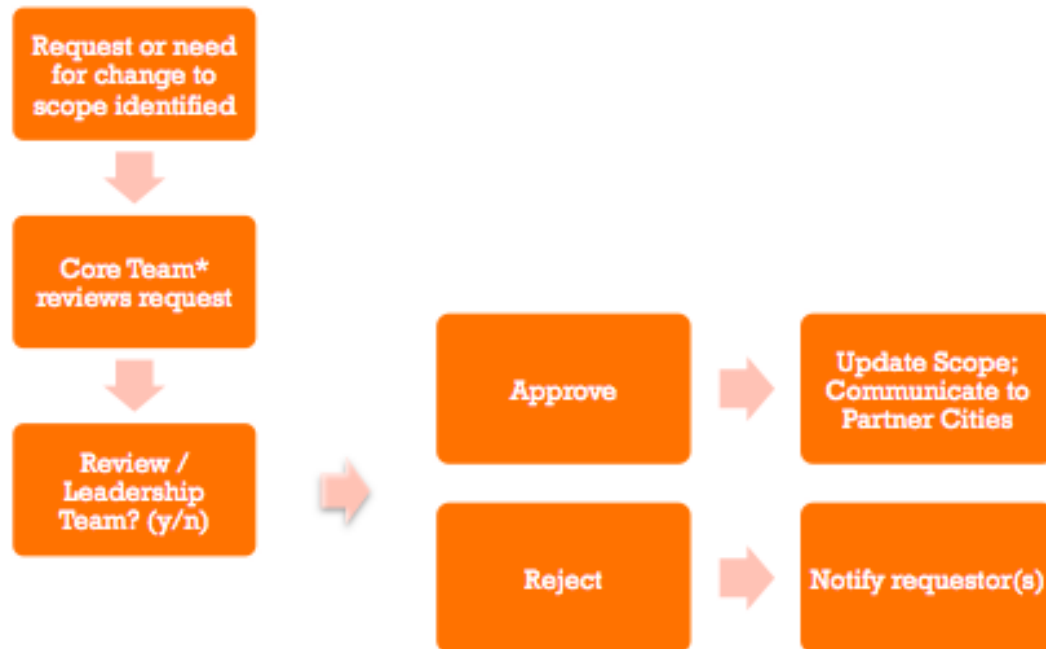 Request or need
for change to
scope identified
Core Team*
reviews request
Review /
Leadership
Team? (y/n)
Approve
Update Scope;
Communicate to
Partner Cities
Reject
Notify requestor(s)